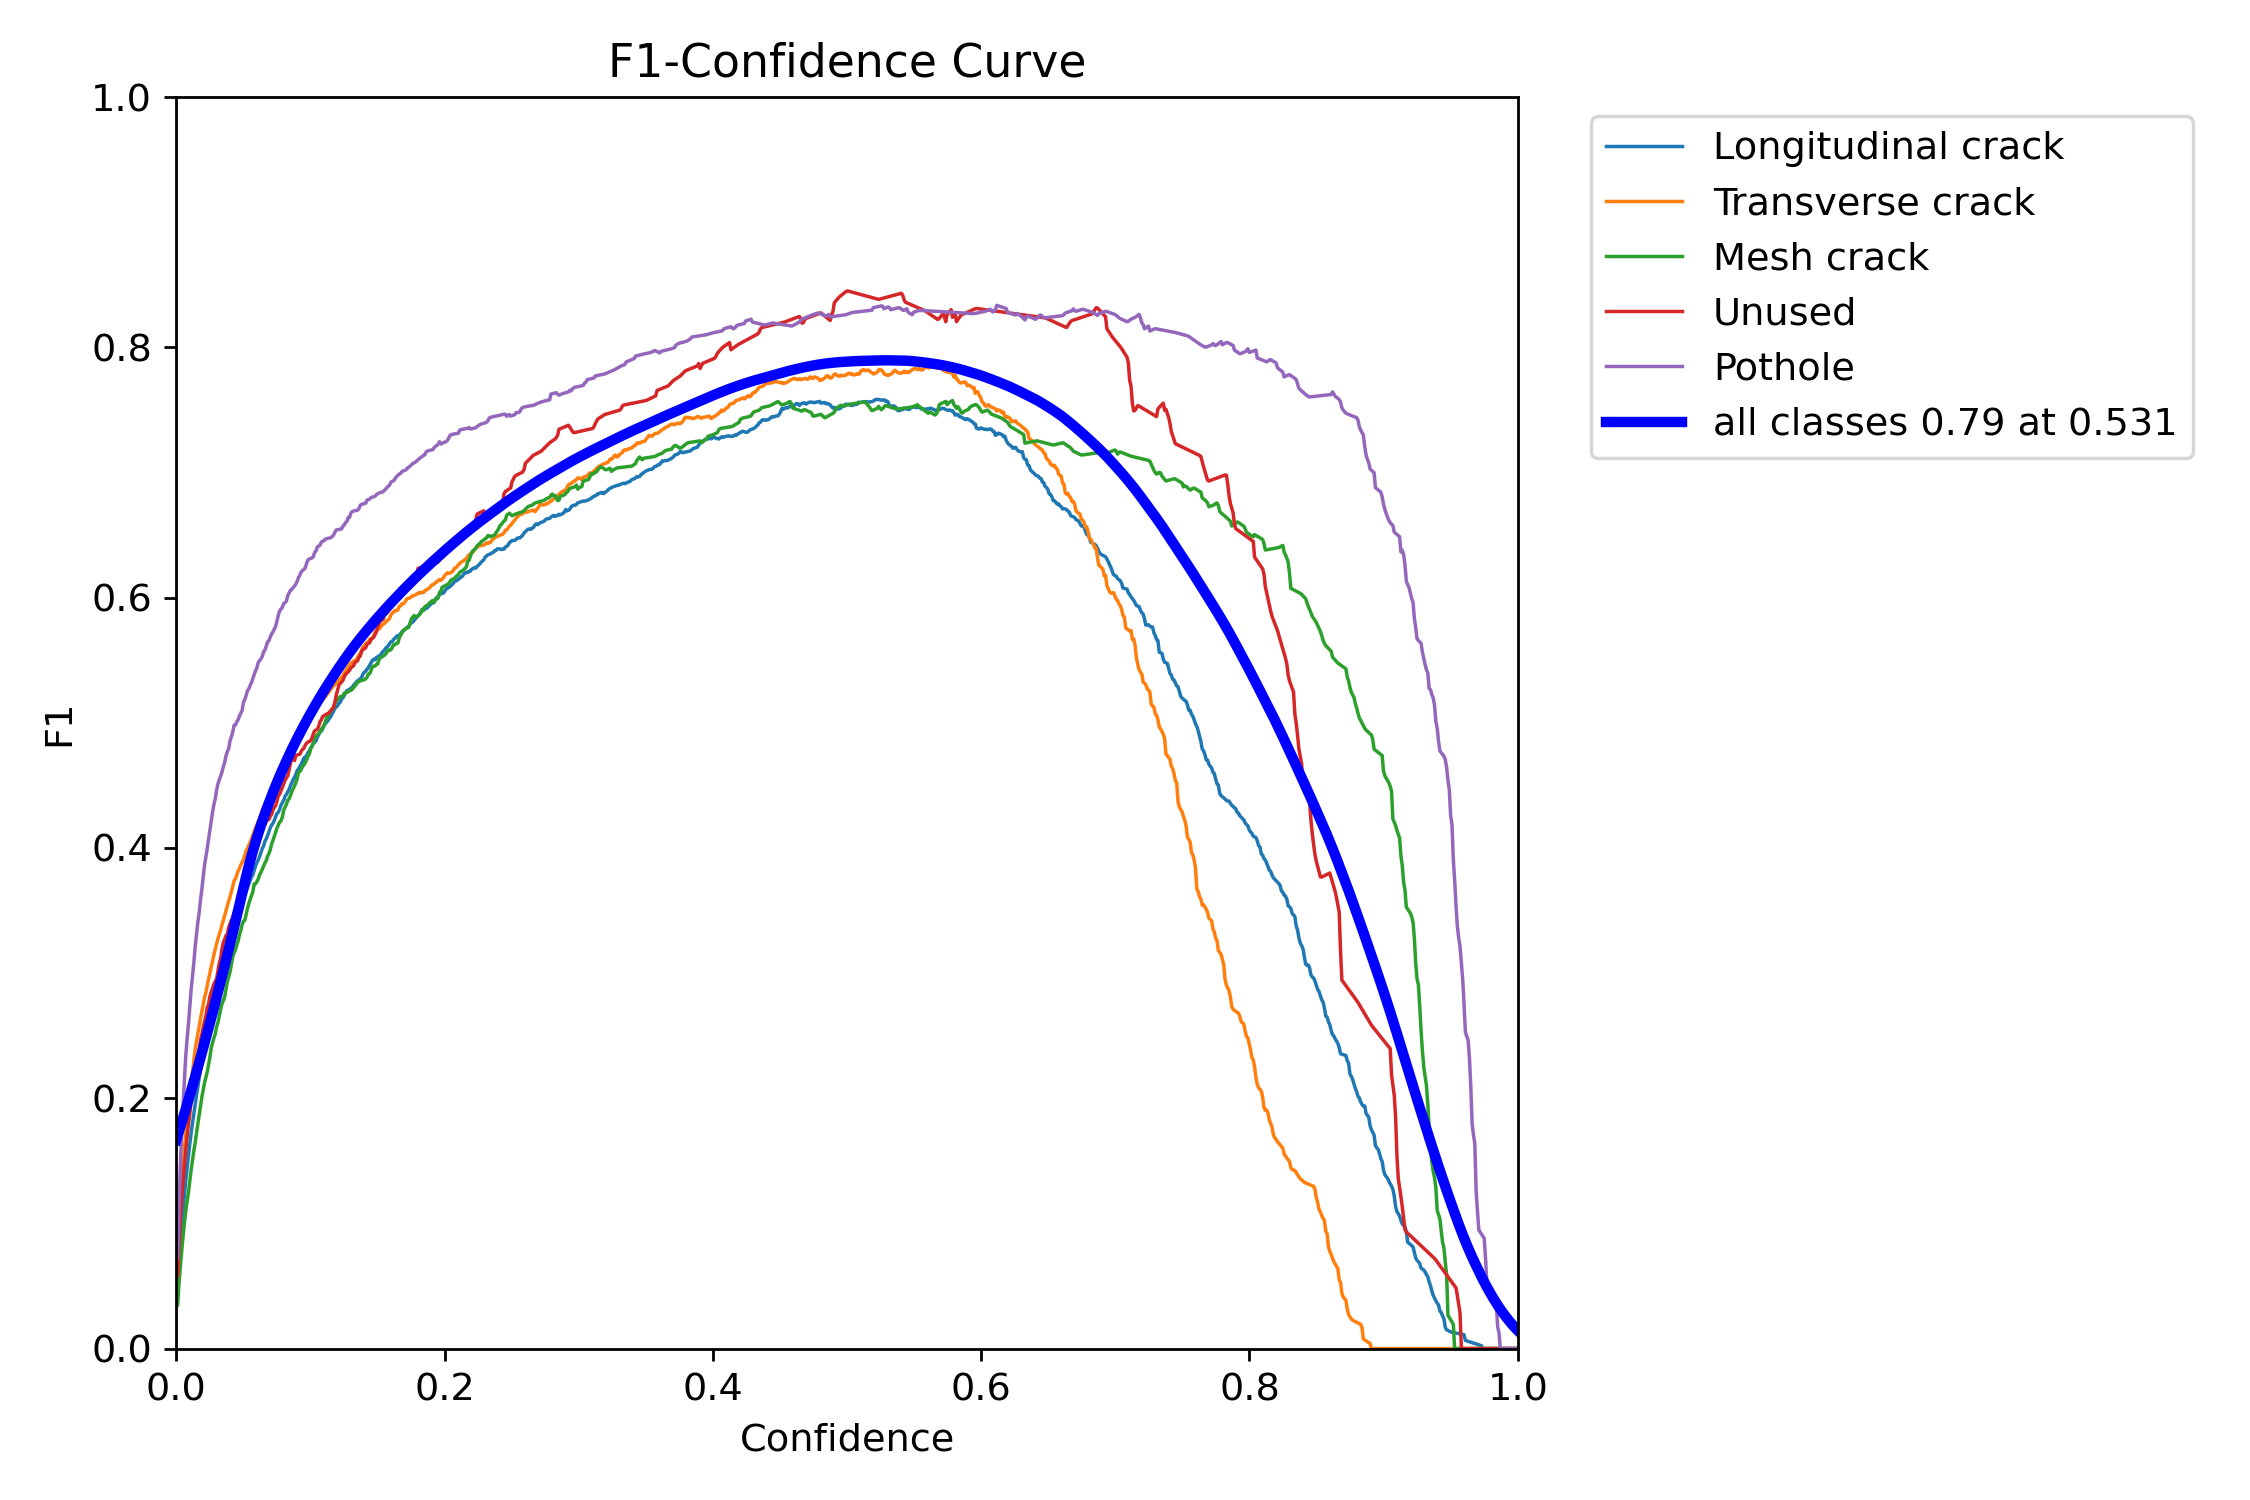 F1-Confidence Curve
1.0
0.8
0.6
0.4
0.2
0.0
F1
0.0 0.2 0.4 0.6 0.8 1.0
Confidence
Longitudinal crack
Transverse crack
Mesh crack
Unused
Pothole
all classes 0.79 at 0.531